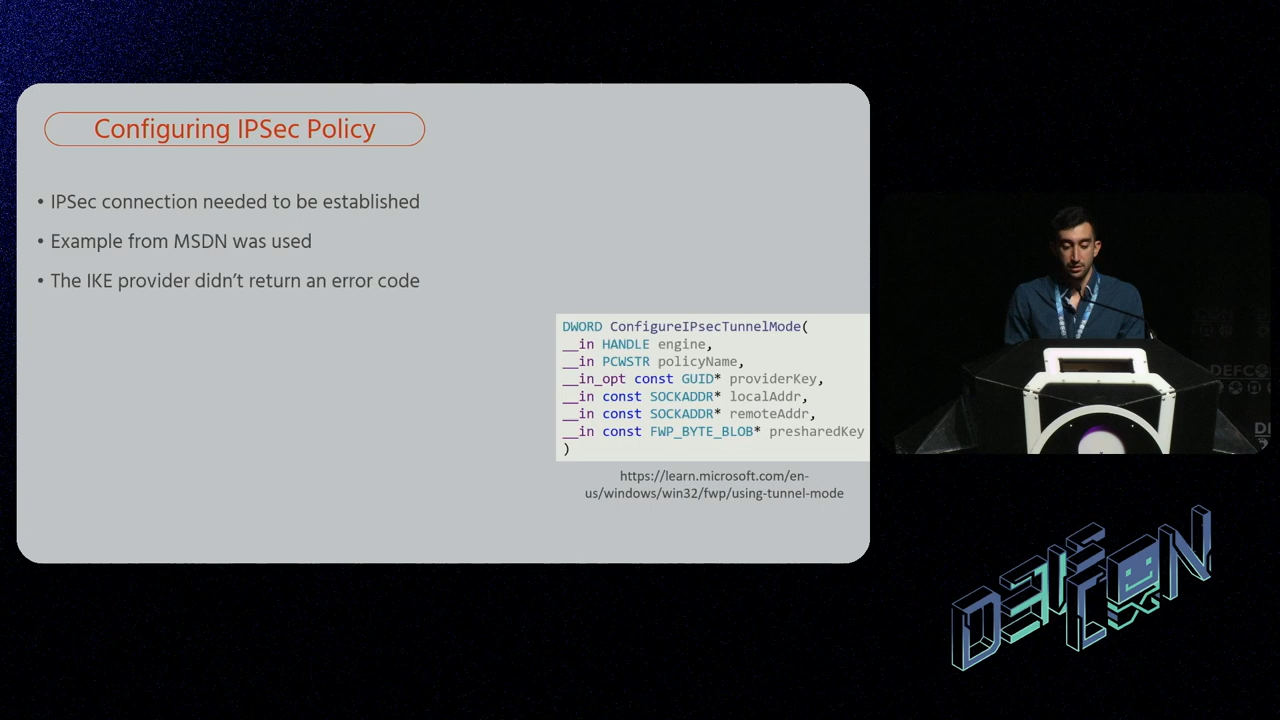 Configuring IPSec Policy
• IPSec connection needed to be established
• Example from MSDN was used
• The IKE provider didn't return an error code
DWORD ConfigureIPsecTunnelMode(
__in HANDLE engine,
__in PCWSTR policyName,
__in_opt const GUID* providerKey,
__in const SOCKADDR* localAddr,
__in const SOCKADDR* remoteAddr,
__in const FWP_BYTE_BLOB* presharedKey
)
https://learn.microsoft.com/en-
us/windows/win32/fwp/using-tunnel-mode
DEFC
DE
DEF
CON